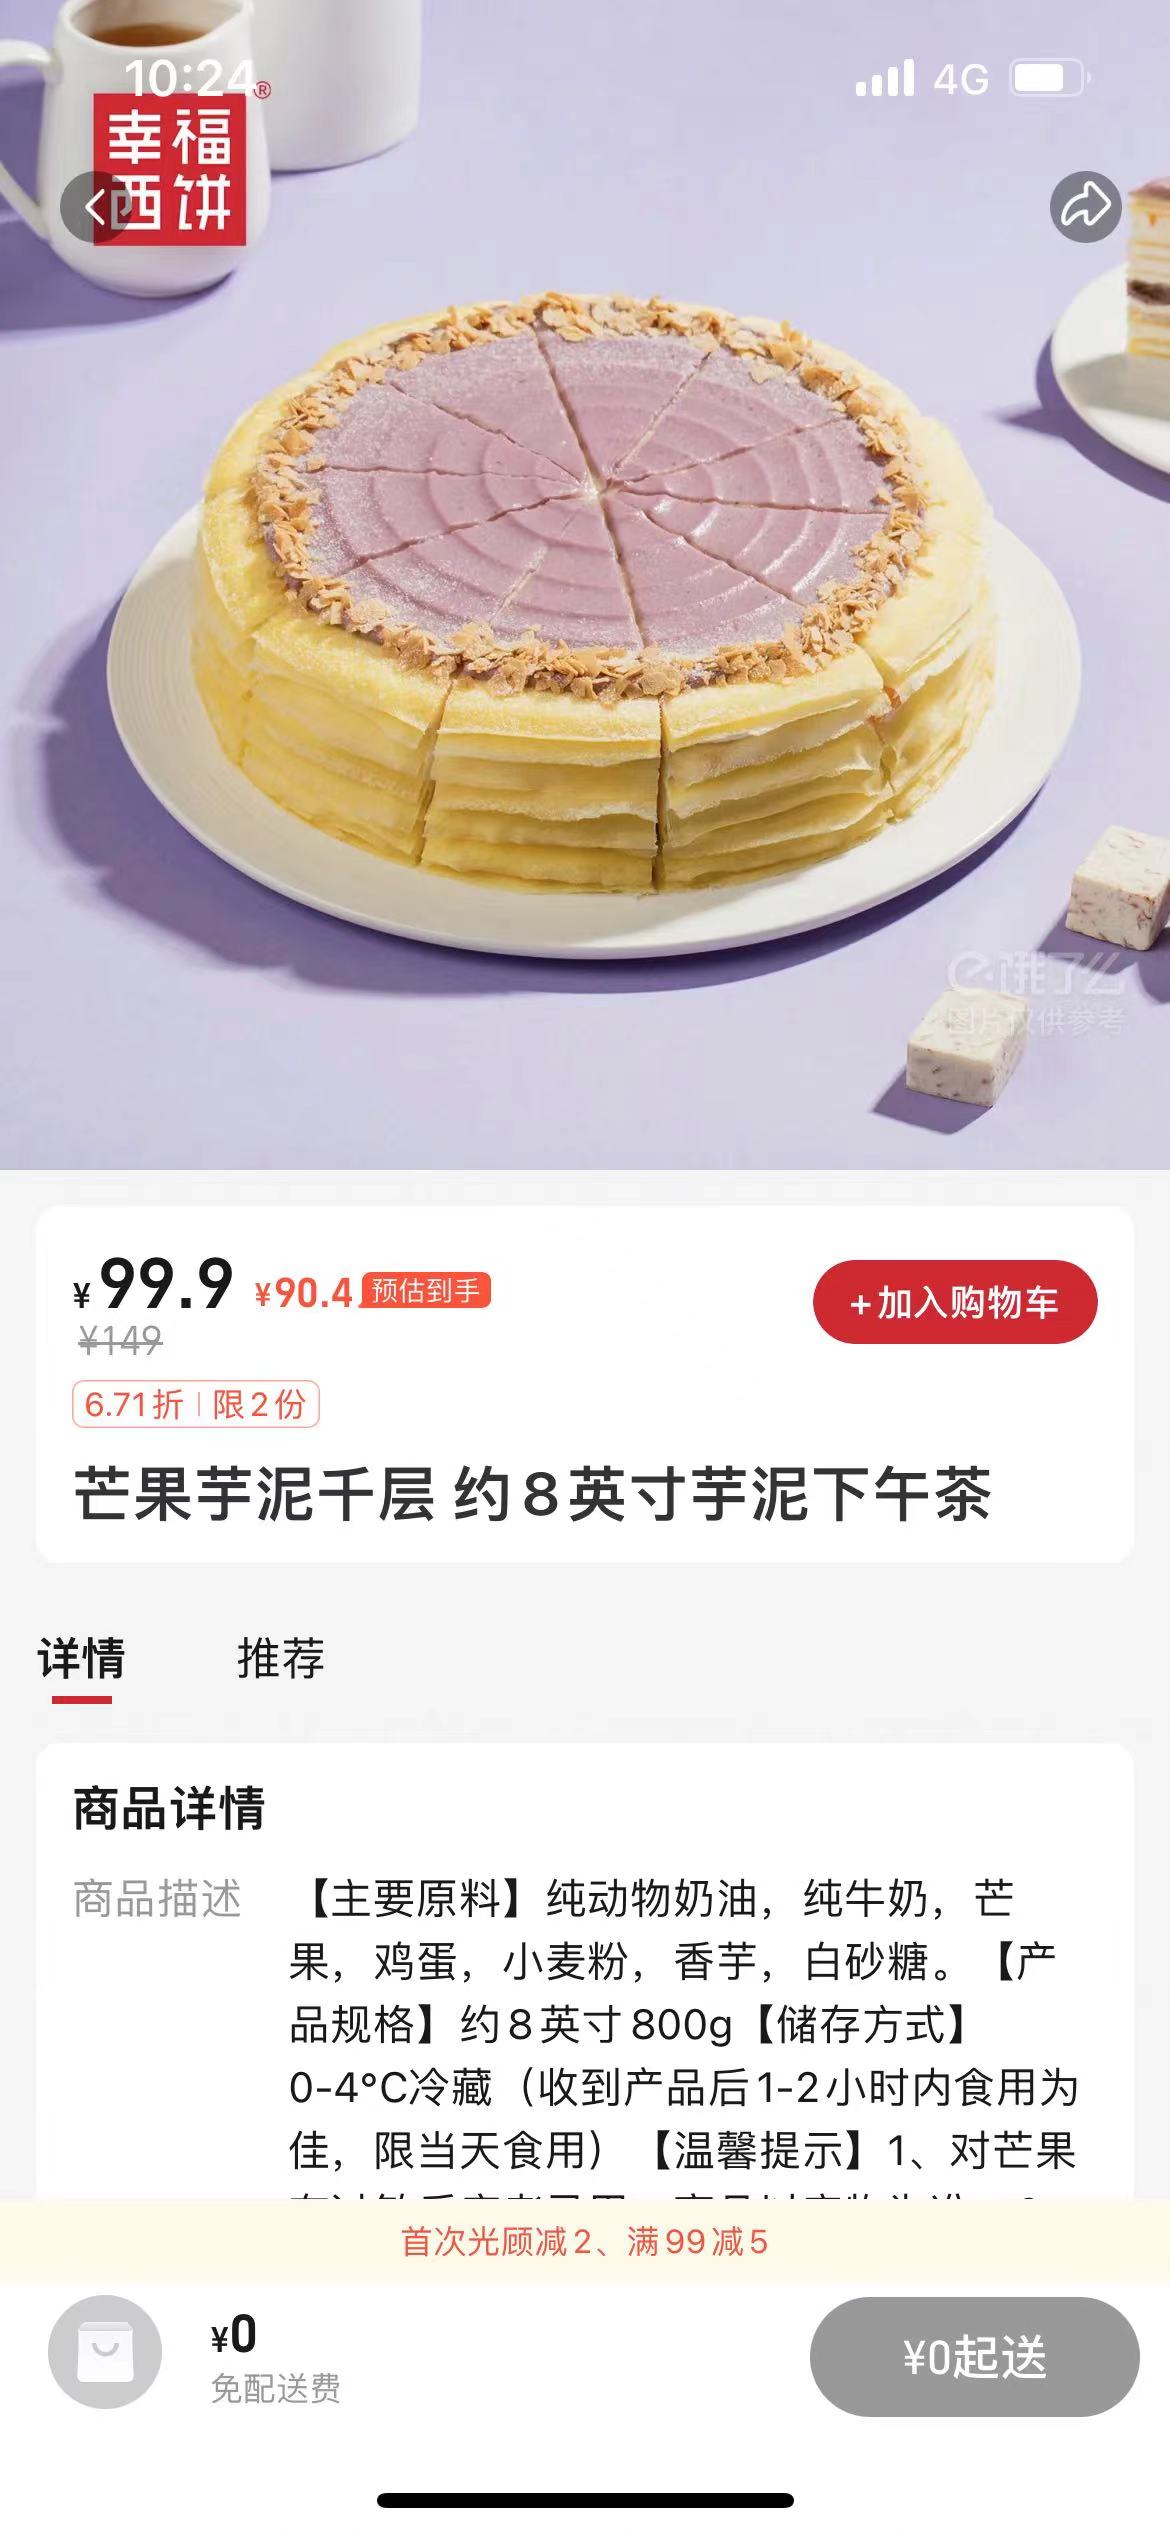 10:24
4G
幸福®
西饼
饿了么
图片仅供参考
¥99.9 ¥90.4 预估到手
¥149
+加入购物车
6.71折 限2份
芒果芋泥千层 约8英寸芋泥下午茶
详情 推荐
商品详情
商品描述 【主要原料】纯动物奶油，纯牛奶，芒
果，鸡蛋，小麦粉，香芋，白砂糖。【产
品规格】约8英寸800g【储存方式】
0-4°C冷藏（收到产品后1-2小时内食用为
佳，限当天食用）【温馨提示】1、对芒果
首次光顾减2、满99减5
¥0
免配送费
¥0起送